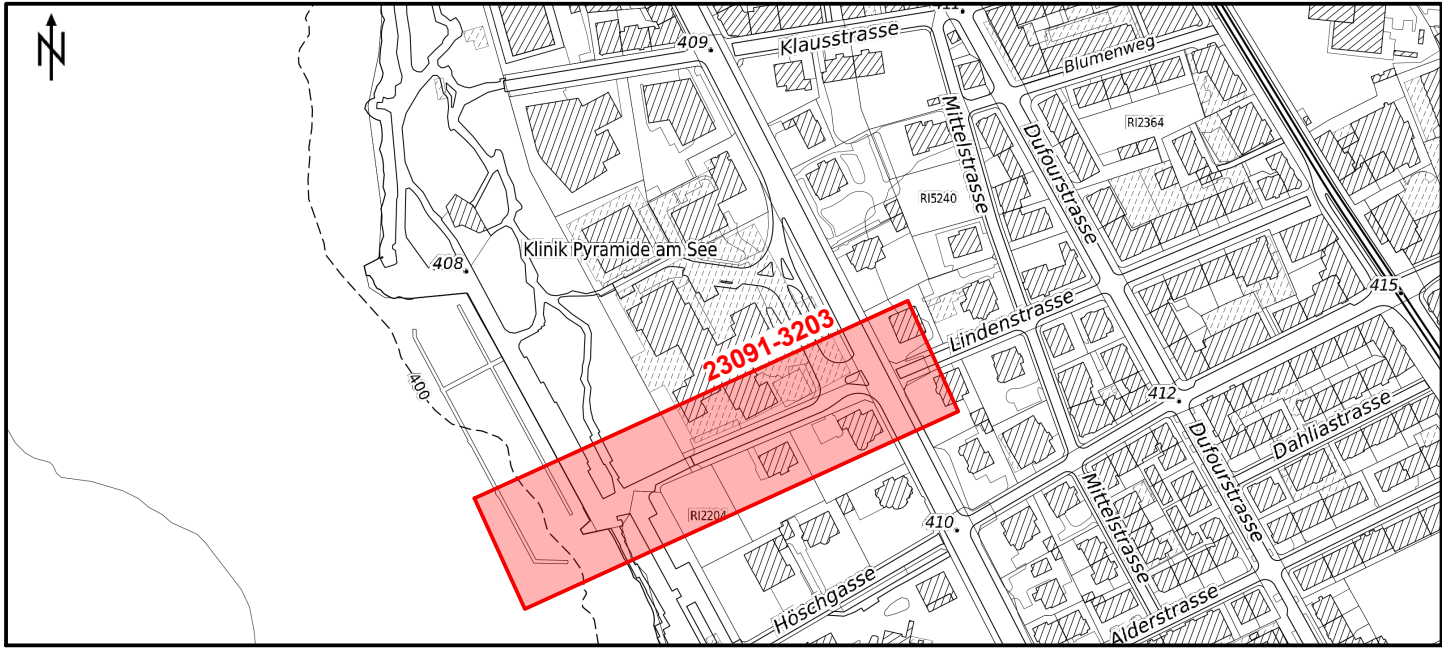 N
411
409
Klausstrasse
Blumenweg
RI2364
Mittelstrasse
Dufourstrasse
RI5240
Klinik Pyramide am See
408
415
Lindenstrasse
23091-3203
400
412
Dahliastrasse
Dufourstrasse
Mittelstrasse
RI2204
410
Höschgasse
Alderstrasse